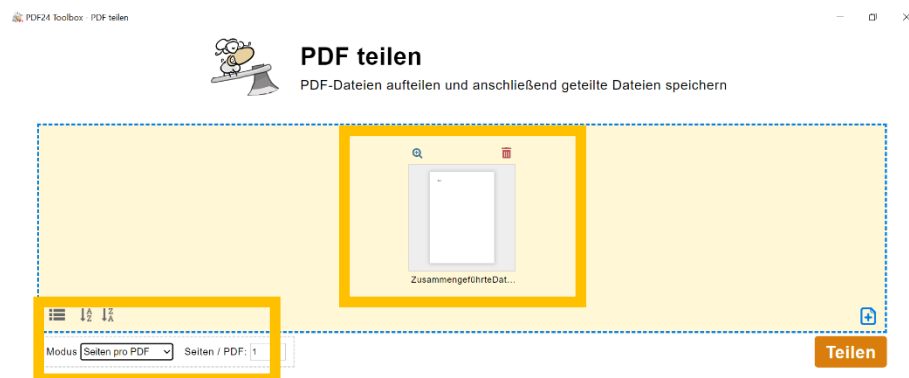 PDF24 Toolbox - PDF teilen
PDF teilen
PDF-Dateien aufteilen und anschließend geteilte Dateien speichern
ZusammengeführteDat...
Modus Seiten pro PDF Seiten / PDF: 1
Teilen